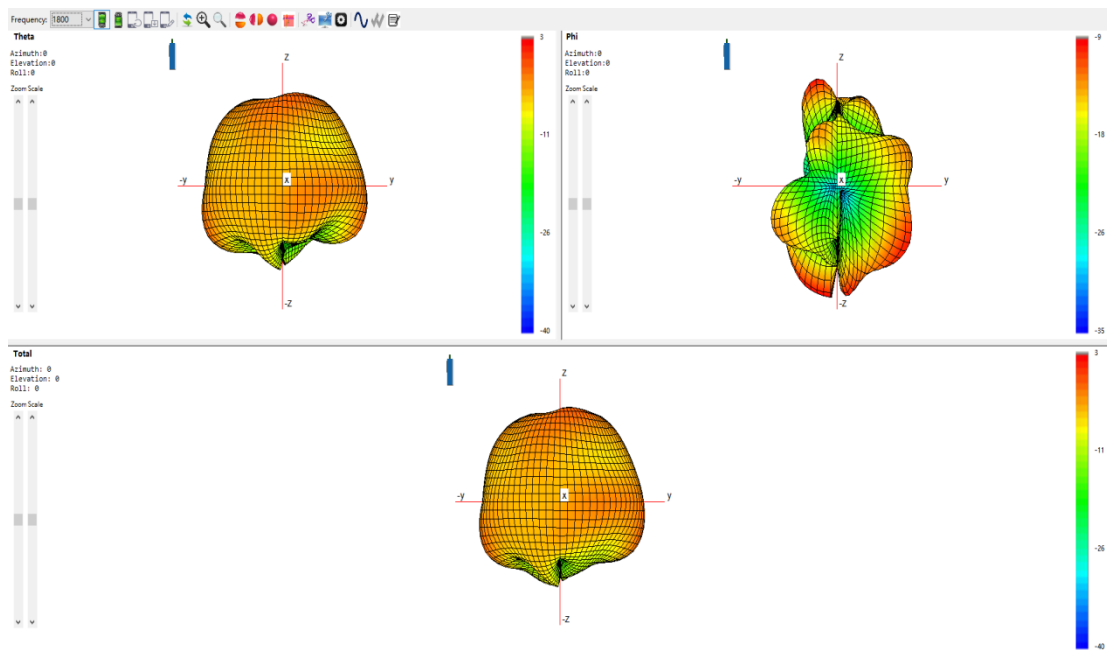 Frequency: 1800
Theta
Azimuth:0
Elevation:0
Roll:0
Zoom Scale
Z
-y
x
y
-Z
3
-11
-26
-40
Phi
Azimuth:0
Elevation:0
Roll:0
Zoom Scale
Z
-y
x
y
-Z
-9
-18
-26
-35
Total
Azimuth: 0
Elevation: 0
Roll: 0
Zoom Scale
Z
-y
x
y
-Z
3
-11
-26
-40